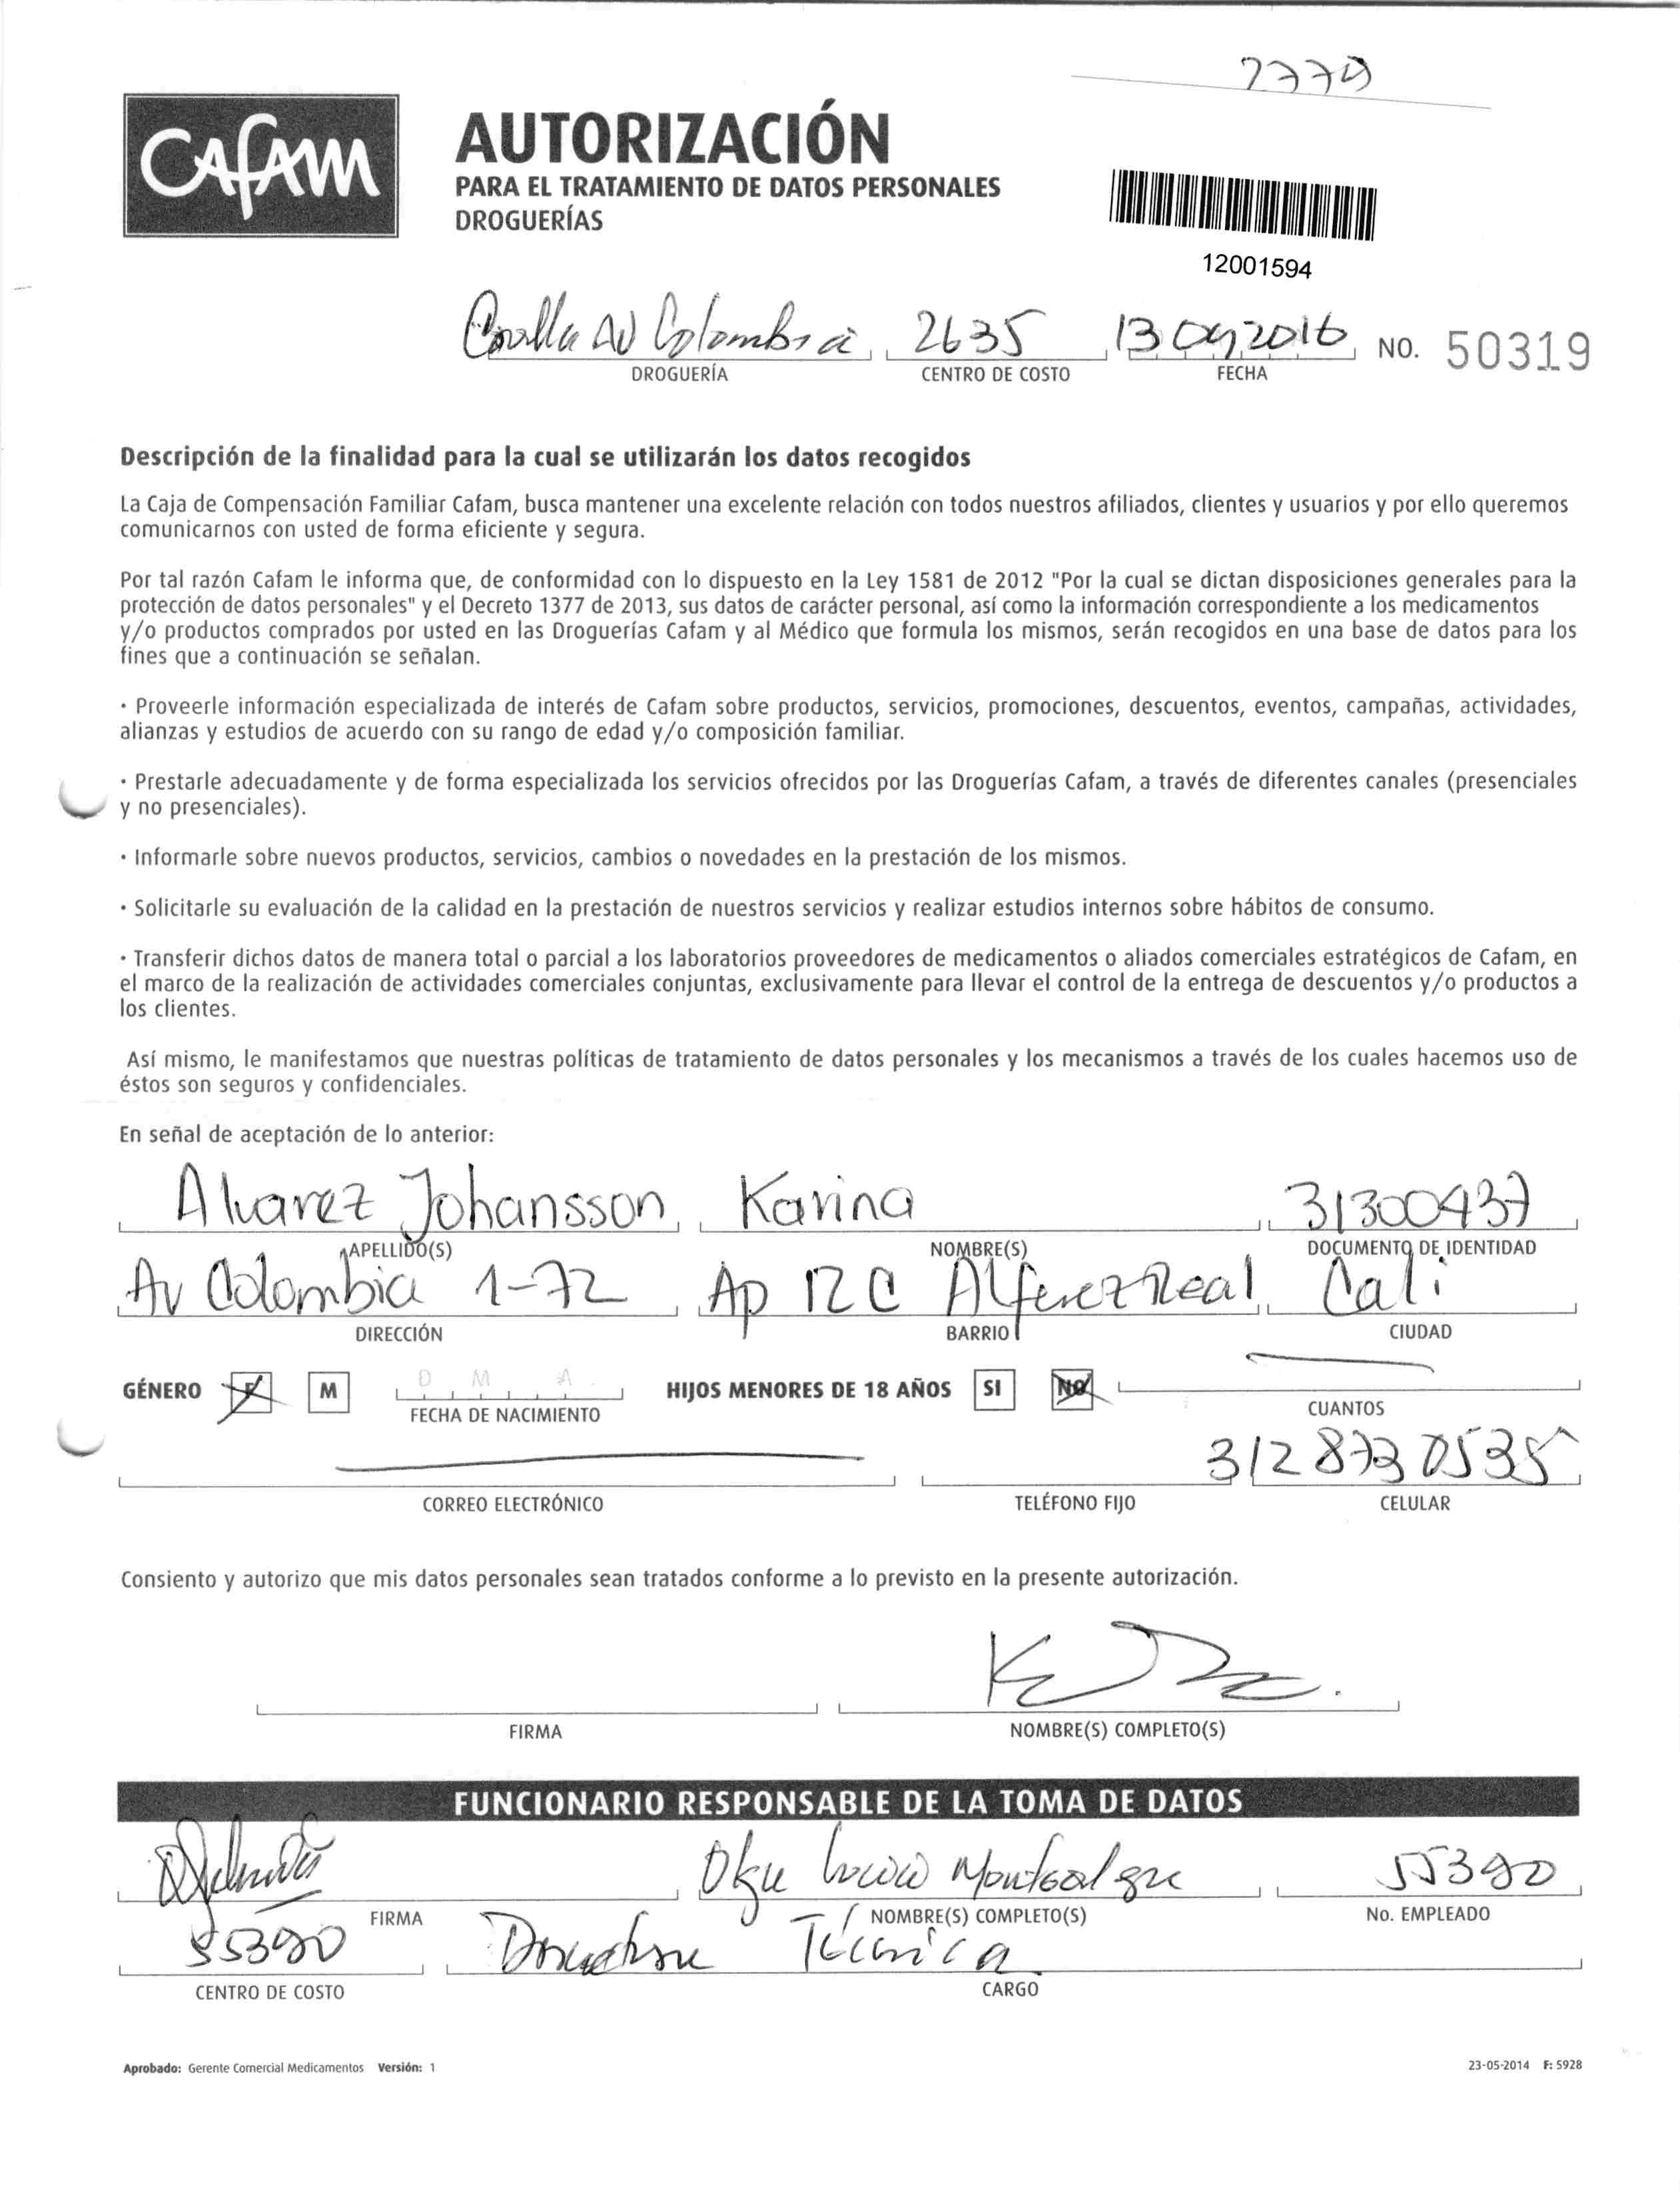 CAFAM
AUTORIZACIÓN
PARA EL TRATAMIENTO DE DATOS PERSONALES
DROGUERÍAS
12001594
Av Colombia 2635 13 2016 NO. 50319
DROGUERÍA CENTRO DE COSTO FECHA
Descripción de la finalidad para la cual se utilizarán los datos recogidos
La Caja de Compensación Familiar Cafam, busca mantener una excelente relación con todos nuestros afiliados, clientes y usuarios y por ello queremos
comunicarnos con usted de forma eficiente y segura.
Por tal razón Cafam le informa que, de conformidad con lo dispuesto en la Ley 1581 de 2012 "Por la cual se dictan disposiciones generales para la
protección de datos personales" y el Decreto 1377 de 2013, sus datos de carácter personal, así como la información correspondiente a los medicamentos
y/o productos comprados por usted en las Droguerías Cafam y al Médico que formula los mismos, serán recogidos en una base de datos para los
fines que a continuación se señalan.
· Proveerle información especializada de interés de Cafam sobre productos, servicios, promociones, descuentos, eventos, campañas, actividades,
alianzas y estudios de acuerdo con su rango de edad y/o composición familiar.
· Prestarle adecuadamente y de forma especializada los servicios ofrecidos por las Droguerías Cafam, a través de diferentes canales (presenciales
y no presenciales).
· Informarle sobre nuevos productos, servicios, cambios o novedades en la prestación de los mismos.
· Solicitarle su evaluación de la calidad en la prestación de nuestros servicios y realizar estudios internos sobre hábitos de consumo.
· Transferir dichos datos de manera total o parcial a los laboratorios proveedores de medicamentos o aliados comerciales estratégicos de Cafam, en
el marco de la realización de actividades comerciales conjuntas, exclusivamente para llevar el control de la entrega de descuentos y/o productos a
los clientes.
Así mismo, le manifestamos que nuestras políticas de tratamiento de datos personales y los mecanismos a través de los cuales hacemos uso de
éstos son seguros y confidenciales.
En señal de aceptación de lo anterior:
Alvarez Johansson Karina 31300437
APELLIDO(S) NOMBRE(S) DOCUMENTO DE IDENTIDAD
Av Colombia 1-72 Ap 12 C Alferez Real Cali
DIRECCIÓN BARRIO CIUDAD
GÉNERO F M D M A HIJOS MENORES DE 18 AÑOS SI NO
FECHA DE NACIMIENTO CUANTOS
312 873 0535
CORREO ELECTRÓNICO TELÉFONO FIJO CELULAR
Consiento y autorizo que mis datos personales sean tratados conforme a lo previsto en la presente autorización.
FIRMA NOMBRE(S) COMPLETO(S)
FUNCIONARIO RESPONSABLE DE LA TOMA DE DATOS
55390
FIRMA NOMBRE(S) COMPLETO(S) No. EMPLEADO
55390 Tecnica
CENTRO DE COSTO CARGO
Aprobado: Gerente Comercial Medicamentos Versión: 1 23-05-2014 F: 5928